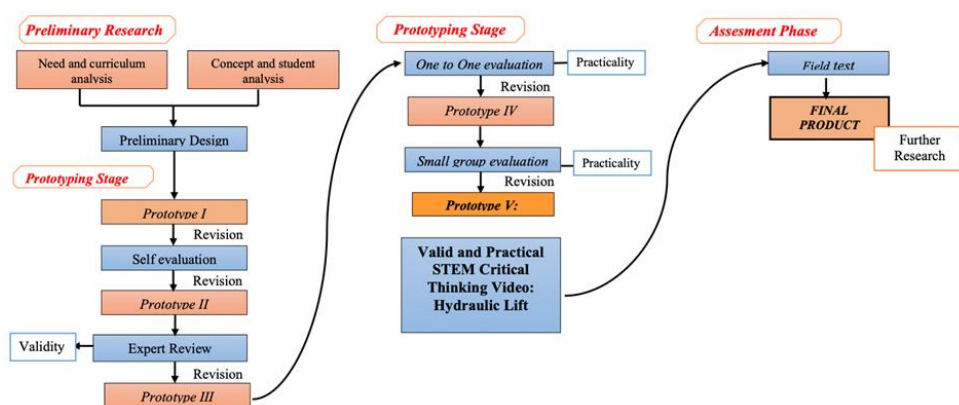 Preliminary Research
Need and curriculum
analysis
Concept and student
analysis
Preliminary Design
Prototyping Stage
Prototype I
Revision
Self evaluation
Revision
Prototype II
Validity
Expert Review
Revision
Prototype III
Prototyping Stage
One to One evaluation
Practicality
Revision
Prototype IV
Small group evaluation
Practicality
Revision
Prototype V:
Valid and Practical
STEM Critical
Thinking Video:
Hydraulic Lift
Assesment Phase
Field test
FINAL
PRODUCT
Further
Research